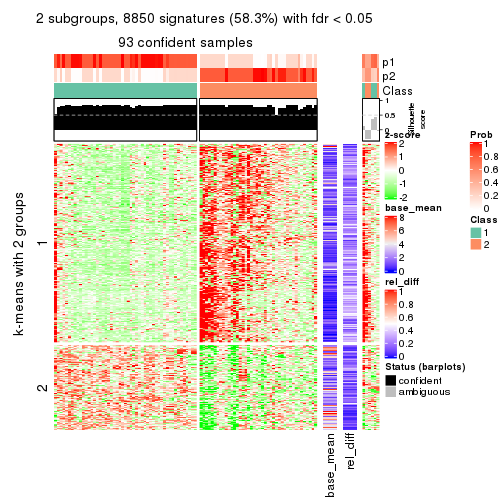 2 subgroups, 8850 signatures (58.3%) with fdr < 0.05
93 confident samples
p1
p2
Class
1
0.5
0
Silhouette
score
k-means with 2 groups
1
2
base_mean
rel_diff
z-score
2
1
0
-1
-2
base_mean
8
6
4
2
0
rel_diff
1
0.8
0.6
0.4
0.2
0
Status (barplots)
confident
ambiguous
Prob
1
0.8
0.6
0.4
0.2
0
Class
1
2